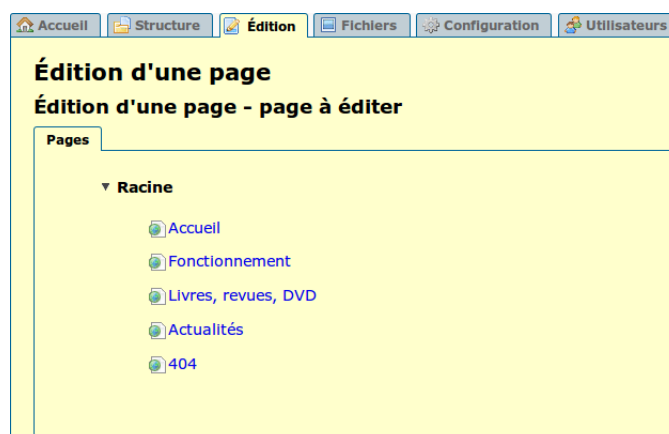 Accueil Structure Édition Fichiers Configuration Utilisateurs
Édition d'une page
Édition d'une page - page à éditer
Pages
Racine
Accueil
Fonctionnement
Livres, revues, DVD
Actualités
404